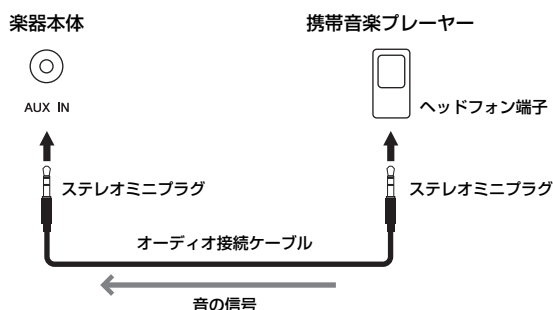 楽器本体
携帯音楽プレーヤー
AUX IN
ヘッドフォン端子
ステレオミニプラグ
ステレオミニプラグ
オーディオ接続ケーブル
音の信号